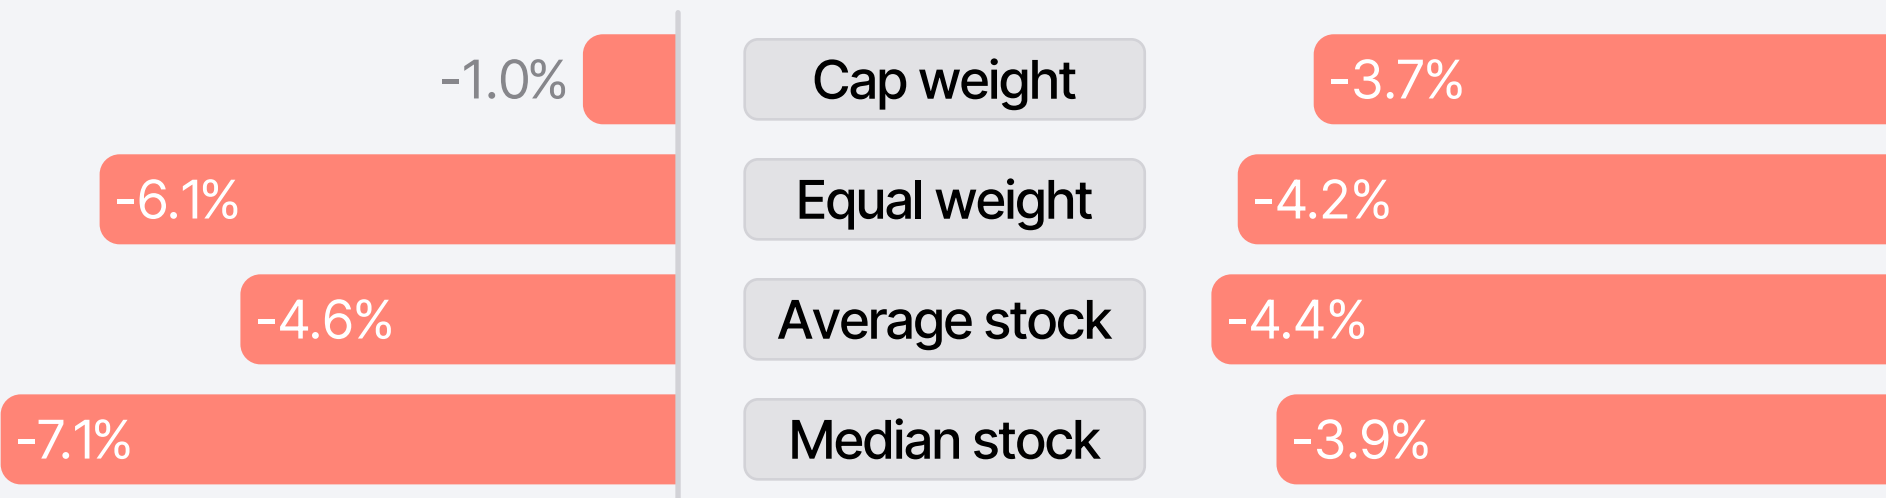 -1.0% Cap weight -3.7%
-6.1% Equal weight -4.2%
-4.6% Average stock -4.4%
-7.1% Median stock -3.9%